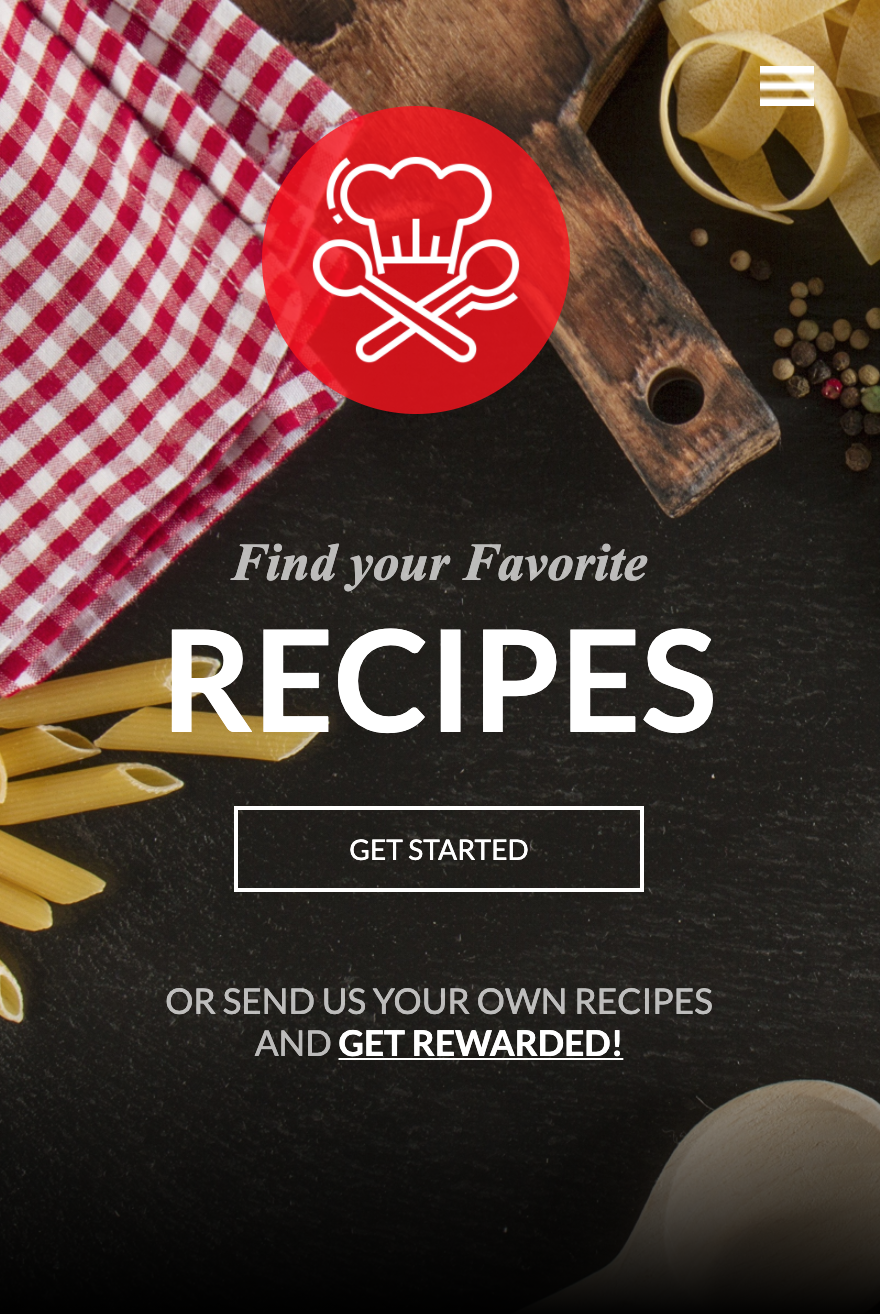 Find your Favorite
RECIPES
GET STARTED
OR SEND US YOUR OWN RECIPES
AND GET REWARDED!